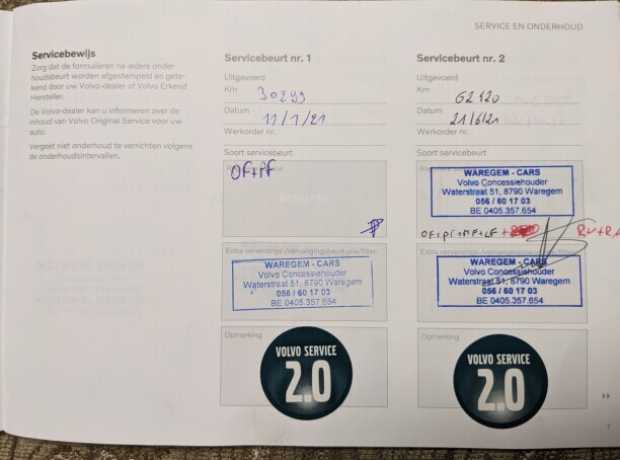 SERVICE EN ONDERHOUD
Servicebewijs
Zorg dat de formulieren na iedere onder-
houdsbeurt worden afgestempeld en gete-
kend door uw Volvo-dealer of Volvo Erkend
Hersteller.
De Volvo-dealer kan u informeren over de
inhoud van Volvo Original Service voor uw
auto.
Vergeet niet onderhoud te verrichten volgens
de onderhoudsintervallen.
Servicebeurt nr. 1
Uitgevoerd
Km 30299
Datum 11/1/21
Werkorder nr.
Soort servicebeurt
OF+PF
WAREGEM - CARS
Volvo Concessiehouder
Waterstraat 51, 8790 Waregem
056 / 60 17 03
BE 0405.357.654
Opmerking
VOLVO SERVICE
2.0
Servicebeurt nr. 2
Uitgevoerd
Km 62120
Datum 21/6/21
Werkorder nr.
Soort servicebeurt
WAREGEM - CARS
Volvo Concessiehouder
Waterstraat 51, 8790 Waregem
056 / 60 17 03
BE 0405.357.654
WAREGEM - CARS
Volvo Concessiehouder
Waterstraat 51, 8790 Waregem
056 / 60 17 03
BE 0405.357.654
Opmerking
VOLVO SERVICE
2.0